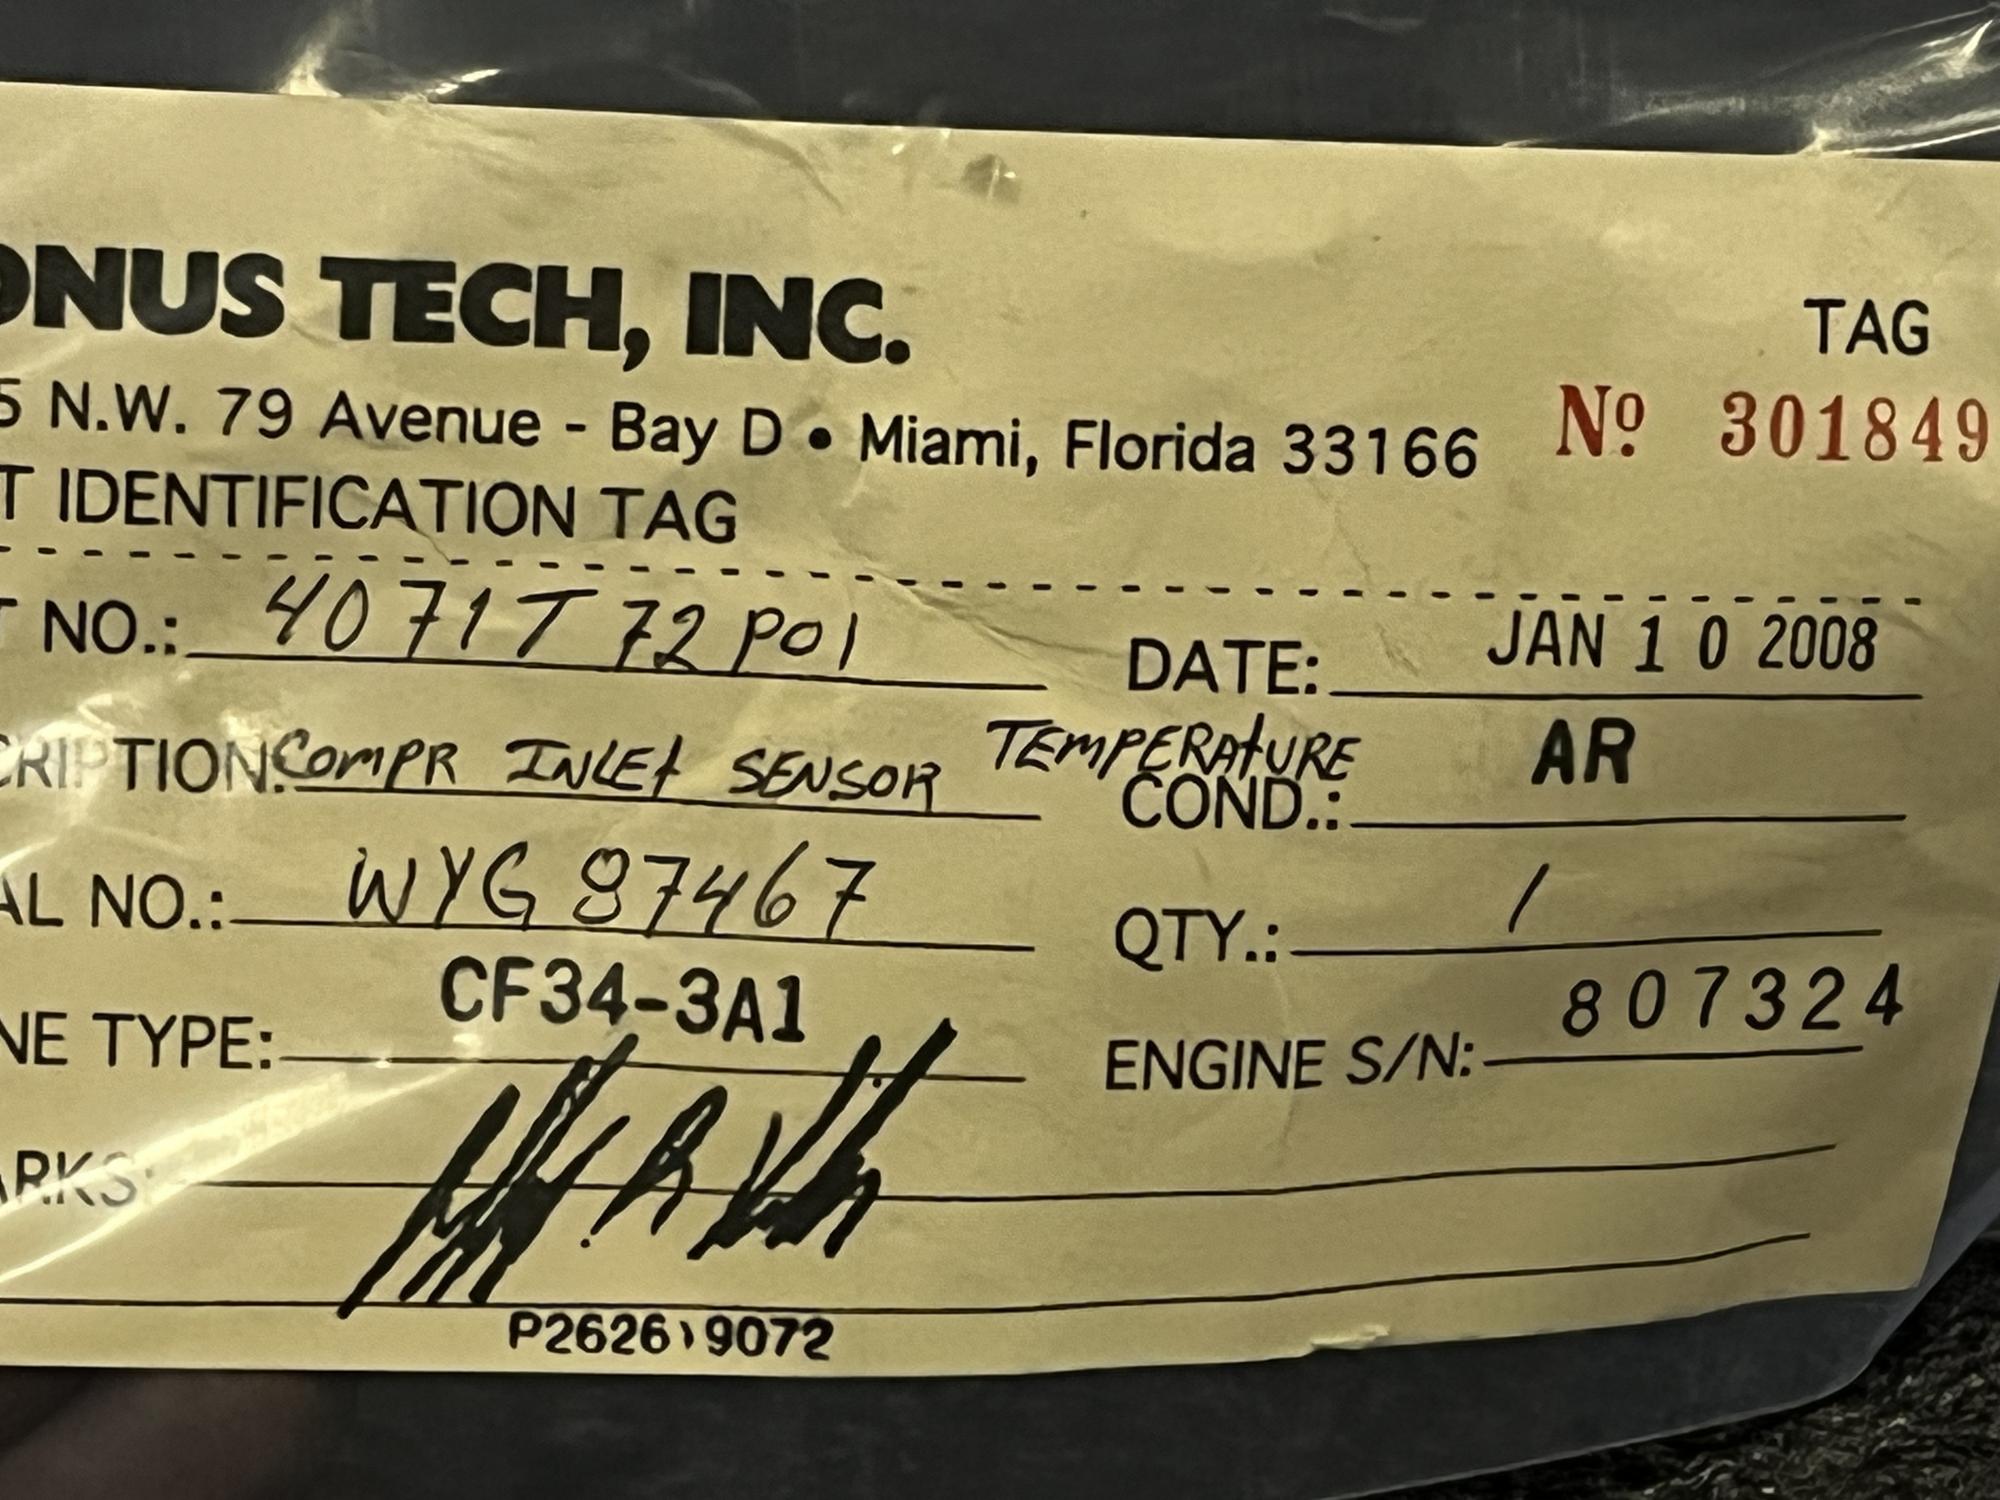 ONUS TECH, INC.
TAG
5 N.W. 79 Avenue - Bay D • Miami, Florida 33166
Nº 301849
T IDENTIFICATION TAG
T NO.: 4071T72P01
DATE: JAN 10 2008
CRIPTION: COMPR INLEt SENSOR TEMPERAtURE
COND.: AR
AL NO.: WYG87467
QTY.: 1
NE TYPE: CF34-3A1
ENGINE S/N: 807324
ARKS:
P2626 9072